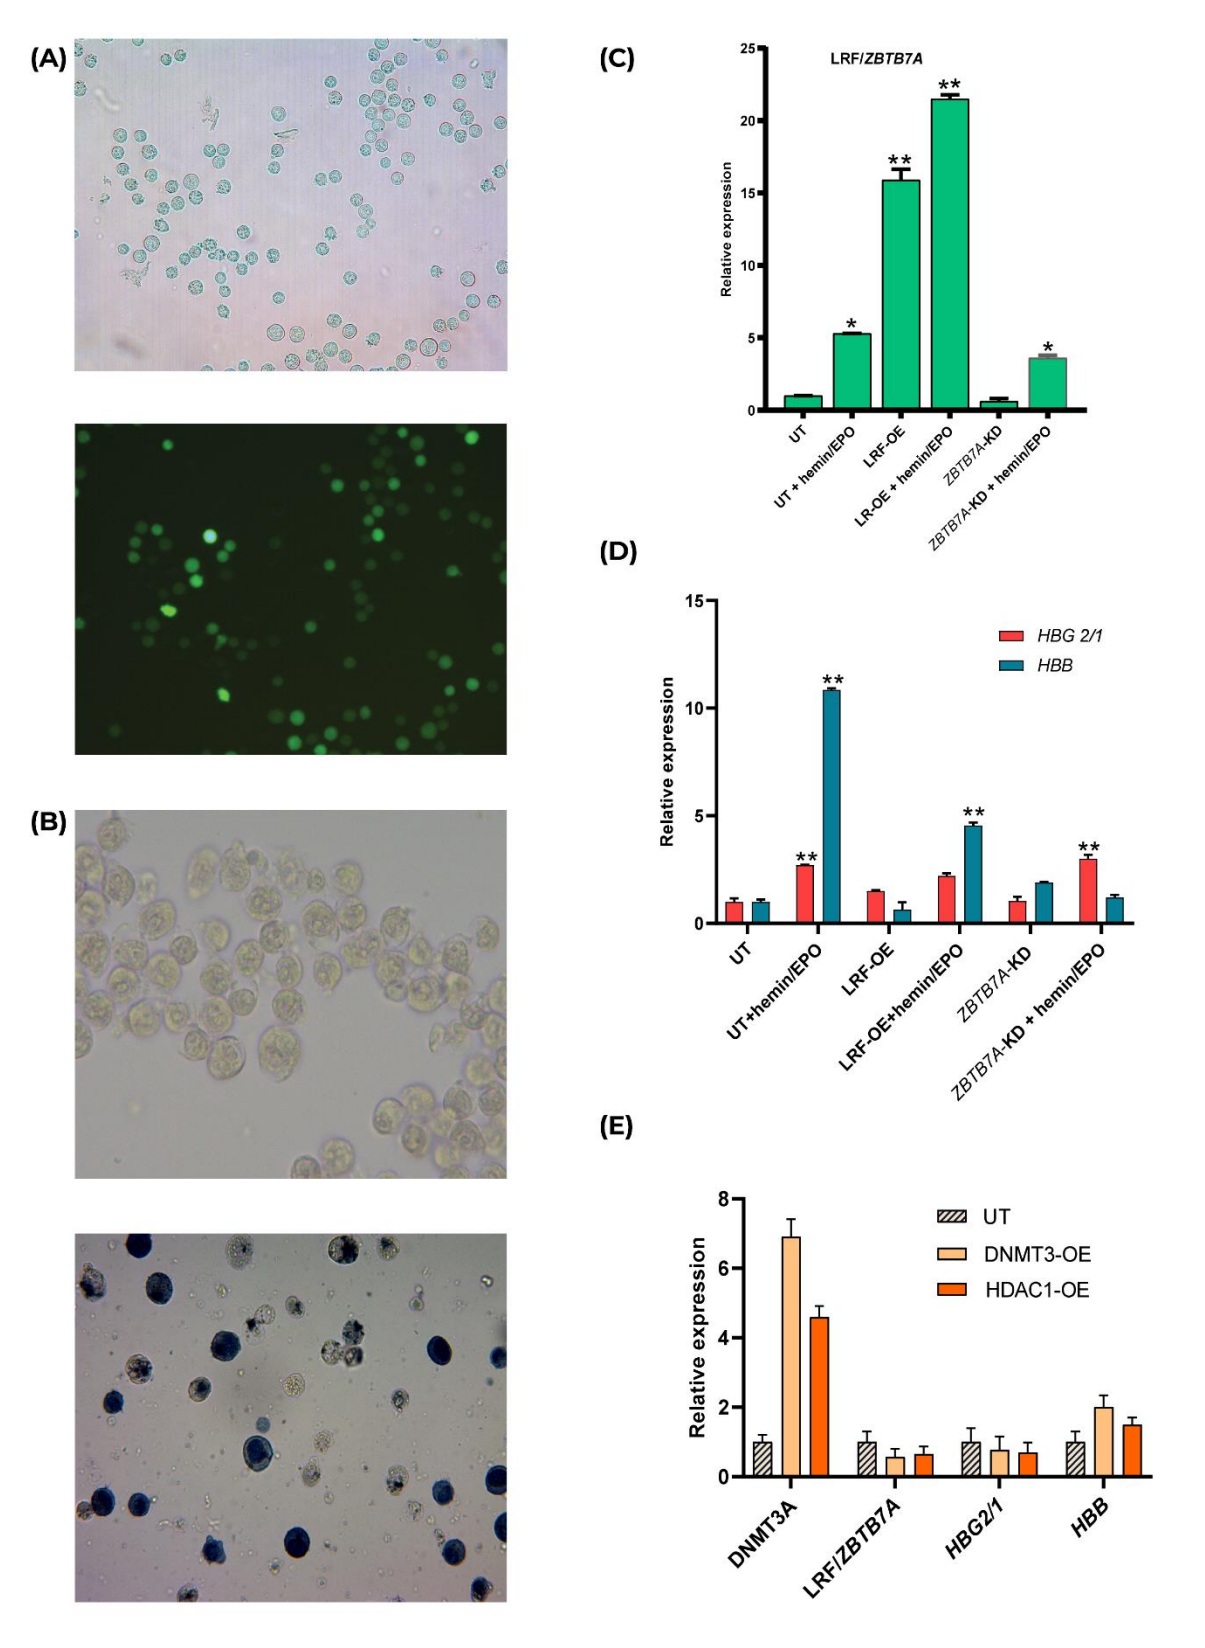 (A)
(B)
(C)
LRF/ZBTB7A
Relative expression
25
20
15
10
5
0
**
**
*
*
UT
UT + hemin/EPO
LRF-OE
LR-OE + hemin/EPO
ZBTB7A-KD
ZBTB7A-KD + hemin/EPO
(D)
Relative expression
15
10
5
0
HBG 2/1
HBB
**
**
**
**
UT
UT+hemin/EPO
LRF-OE
LRF-OE+hemin/EPO
ZBTB7A-KD
ZBTB7A-KD + hemin/EPO
(E)
Relative expression
8
6
4
2
0
UT
DNMT3-OE
HDAC1-OE
DNMT3A
LRF/ZBTB7A
HBG2/1
HBB